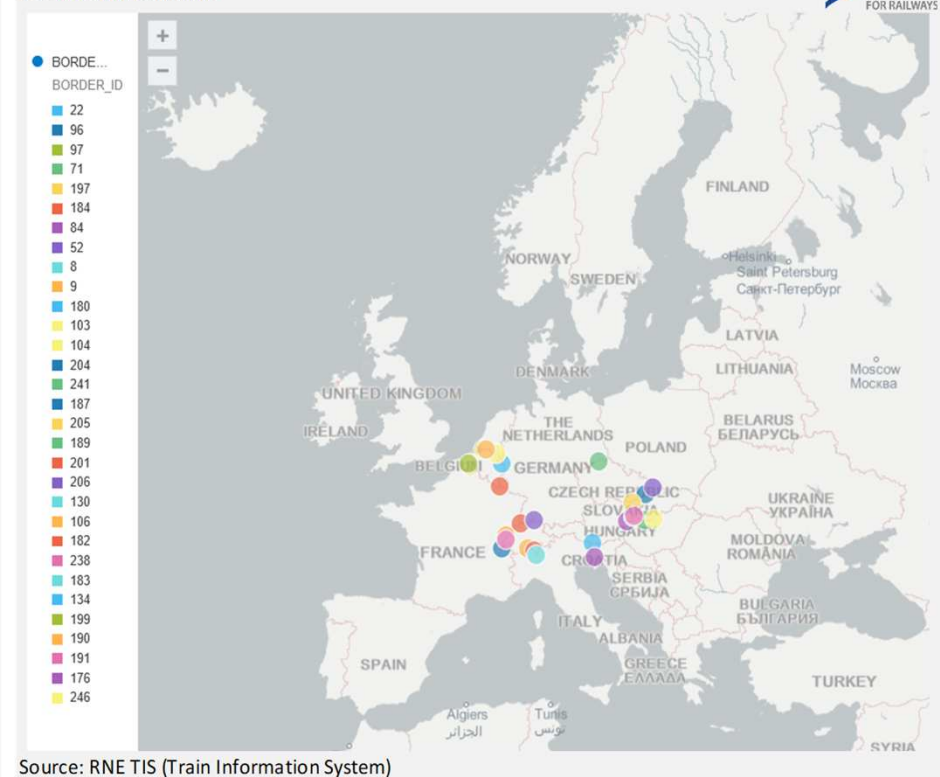 FOR RAILWAYS
+
−
BORDE...
BORDER_ID
22
96
97
71
197
184
84
52
8
9
180
103
104
204
241
187
205
189
201
206
130
106
182
238
183
134
199
190
191
176
246
FINLAND
NORWAY
Helsinki
Saint Petersburg
SWEDEN
Санкт-Петербург
LATVIA
DENMARK
LITHUANIA
Moscow
Москва
UNITED KINGDOM
IRELAND
THE
NETHERLANDS
BELARUS
БЕЛАРУСЬ
POLAND
BELGIUM
GERMANY
CZECH REPUBLIC
UKRAINE
УКРАЇНА
SLOVAKIA
HUNGARY
MOLDOVA
ROMÂNIA
FRANCE
CROATIA
SERBIA
СРБИЈА
BULGARIA
БЪЛГАРИЯ
ITALY
ALBANIA
SPAIN
GREECE
ΕΛΛΑΔΑ
TURKEY
Algiers
الجزائر
Tunis
تونس
SYRIA
Source: RNE TIS (Train Information System)